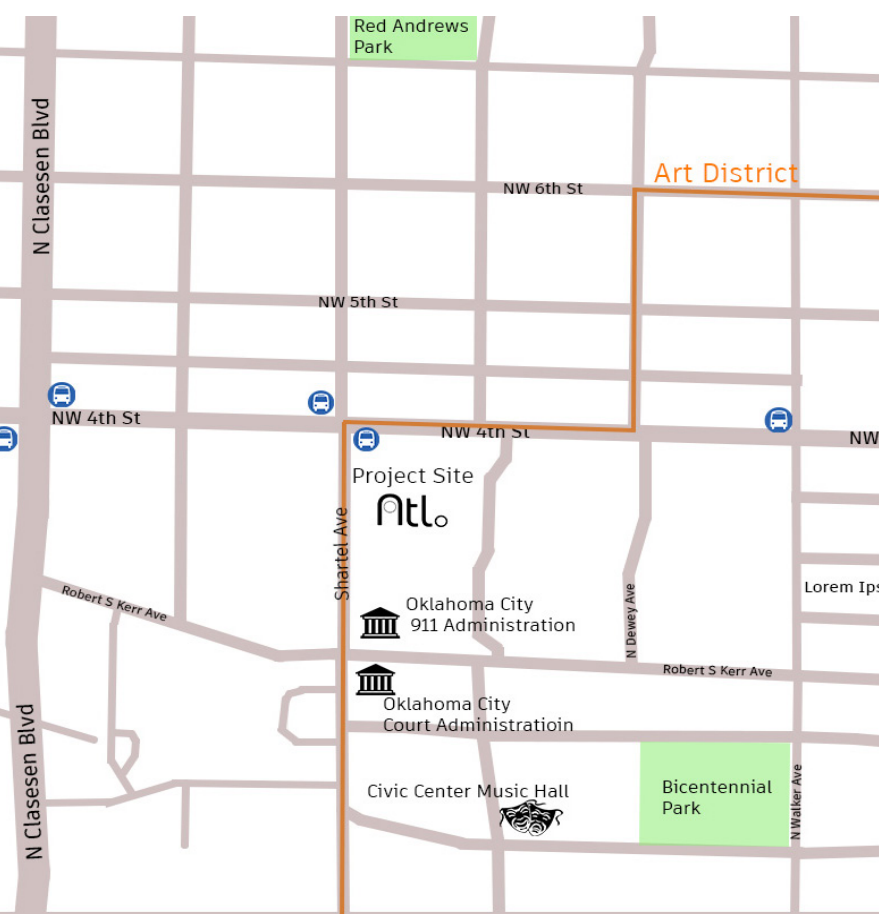 Red Andrews
Park
N Clasesen Blvd
Art District
NW 6th St
NW 5th St
NW 4th St
NW 4th St
NW
Project Site
Atl.
Shartel Ave
Robert S Kerr Ave
Oklahoma City
911 Administration
N Dewey Ave
Lorem Ips
Robert S Kerr Ave
Oklahoma City
Court Administratioin
N Clasesen Blvd
Civic Center Music Hall
Bicentennial
Park
N Walker Ave